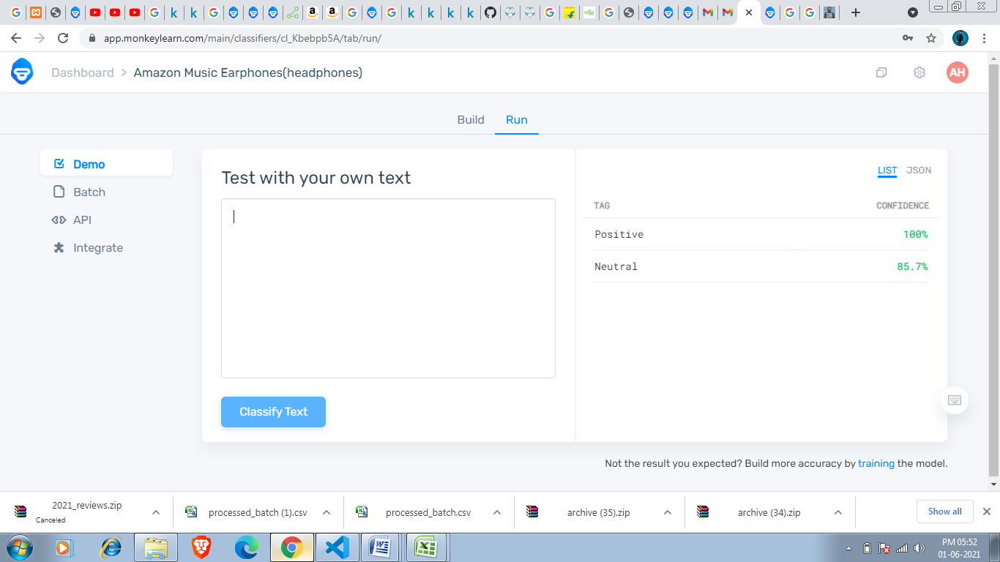 app.monkeylearn.com/main/classifiers/cl_Kbebpb5A/tab/run/
Dashboard > Amazon Music Earphones(headphones)
AH
Build Run
Demo
Batch
API
Integrate
Test with your own text
Classify Text
LIST JSON
TAG CONFIDENCE
Positive 100%
Neutral 85.7%
Not the result you expected? Build more accuracy by training the model.
2021_reviews.zip
Canceled
processed_batch (1).csv
processed_batch.csv
archive (35).zip
archive (34).zip
Show all
PM 05:52
01-06-2021